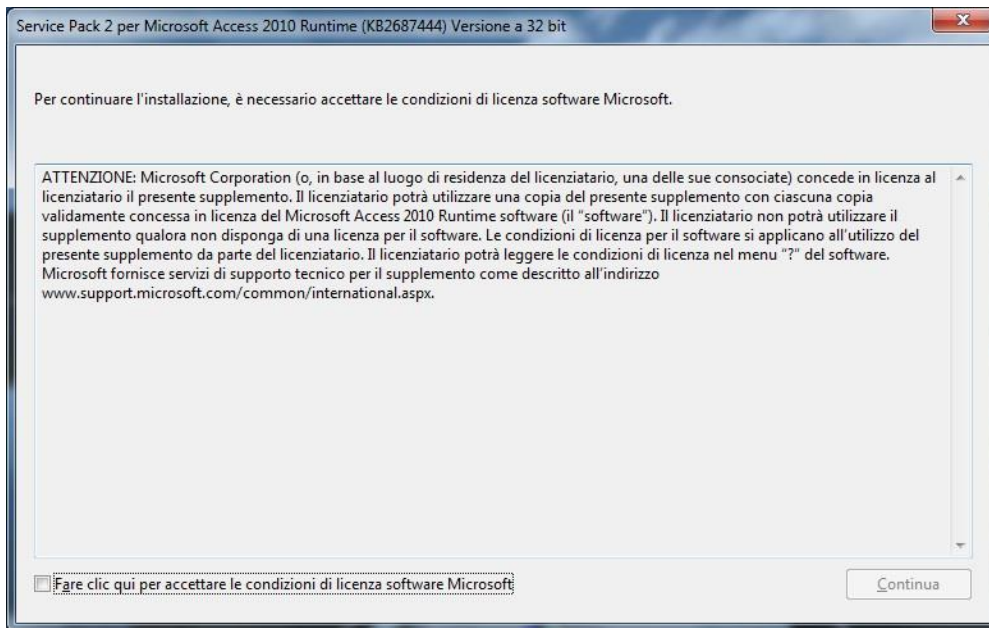 Service Pack 2 per Microsoft Access 2010 Runtime (KB2687444) Versione a 32 bit
Per continuare l'installazione, è necessario accettare le condizioni di licenza software Microsoft.
ATTENZIONE: Microsoft Corporation (o, in base al luogo di residenza del licenziatario, una delle sue consociate) concede in licenza al
licenziatario il presente supplemento. Il licenziatario potrà utilizzare una copia del presente supplemento con ciascuna copia
validamente concessa in licenza del Microsoft Access 2010 Runtime software (il “software”). Il licenziatario non potrà utilizzare il
supplemento qualora non disponga di una licenza per il software. Le condizioni di licenza per il software si applicano all’utilizzo del
presente supplemento da parte del licenziatario. Il licenziatario potrà leggere le condizioni di licenza nel menu “?” del software.
Microsoft fornisce servizi di supporto tecnico per il supplemento come descritto all’indirizzo
www.support.microsoft.com/common/international.aspx.
Fare clic qui per accettare le condizioni di licenza software Microsoft
Continua